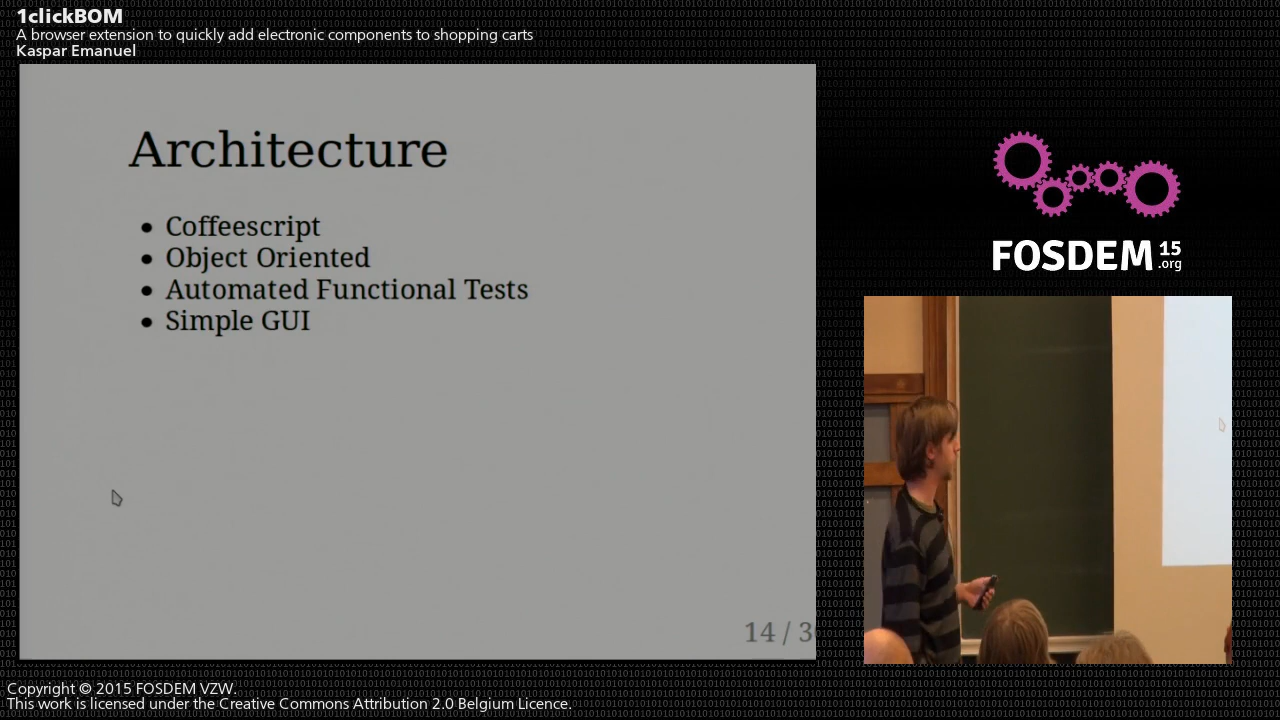 1clickBOM
A browser extension to quickly add electronic components to shopping carts
Kaspar Emanuel
Architecture
• Coffeescript
• Object Oriented
• Automated Functional Tests
• Simple GUI
14 / 3
FOSDEM 15
.org
Copyright © 2015 FOSDEM VZW.
This work is licensed under the Creative Commons Attribution 2.0 Belgium Licence.